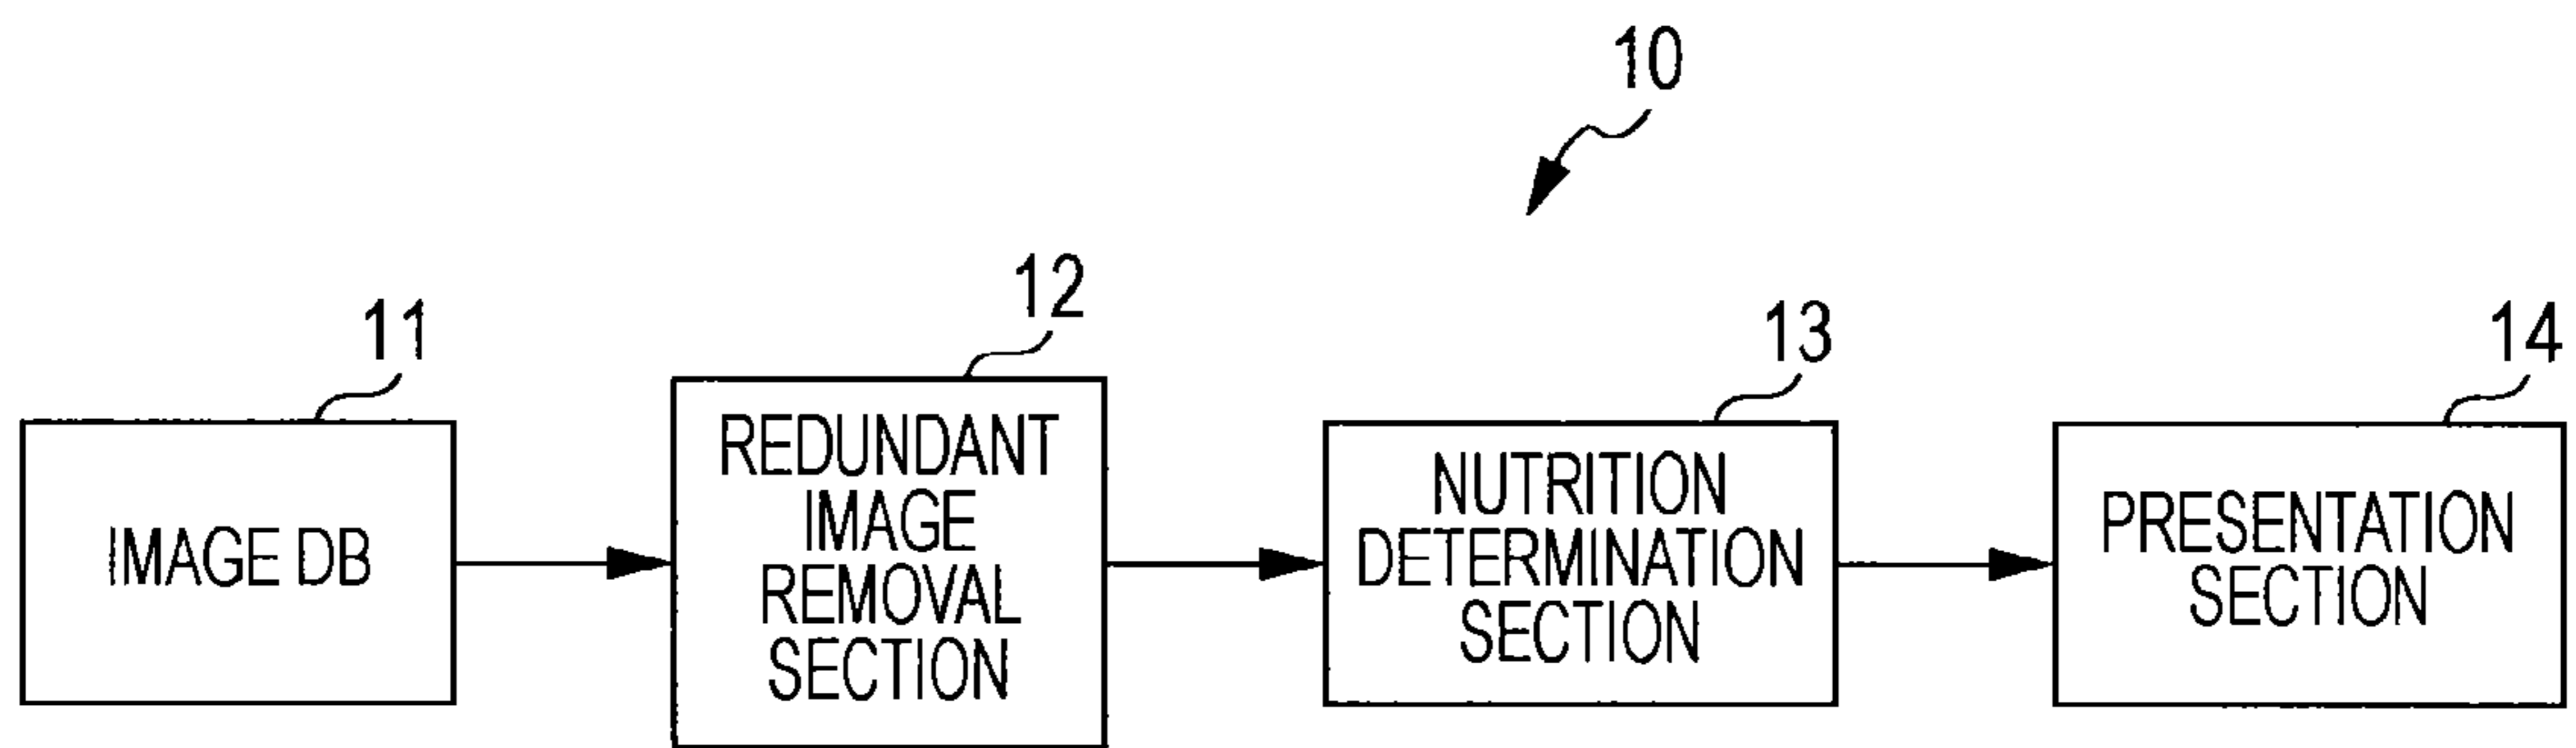 10
11
12
13
14
IMAGE DB
REDUNDANT
IMAGE
REMOVAL
SECTION
NUTRITION
DETERMINATION
SECTION
PRESENTATION
SECTION